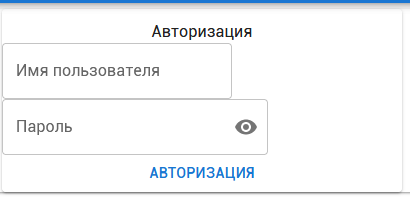 Авторизация
Имя пользователя
Пароль
АВТОРИЗАЦИЯ